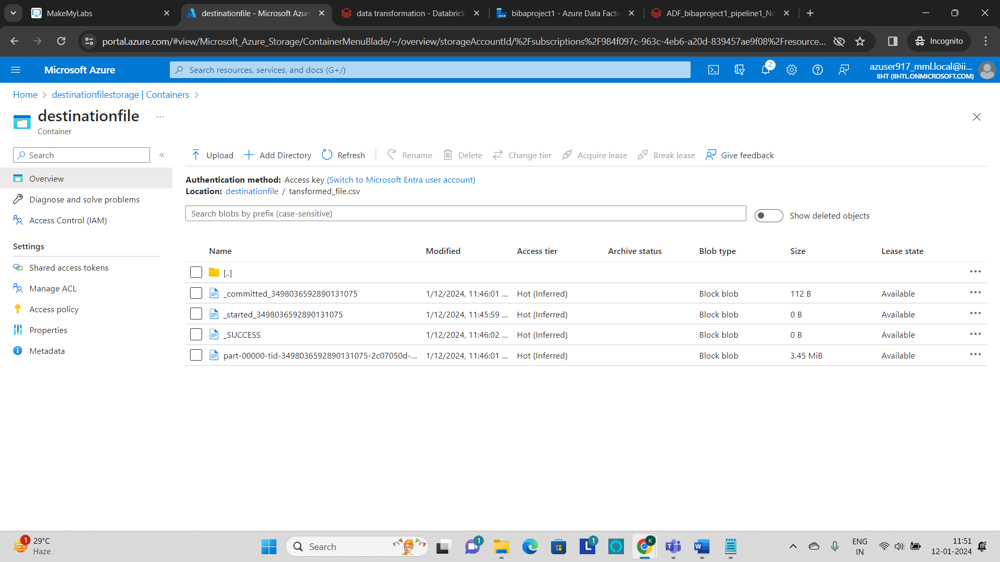 MakeMyLabs
destinationfile - Microsoft Azure
data transformation - Databrick
bibaproject1 - Azure Data Facto
ADF_bibaproject1_pipeline1_No
portal.azure.com/#view/Microsoft_Azure_Storage/ContainerMenuBlade/~/overview/storageAccountId/%2Fsubscriptions%2F984f097c-963c-4eb6-a20d-839457ae9f08%2Fresource...
Incognito
Microsoft Azure
Search resources, services, and docs (G+/)
2
azuser917_mml.local@ii...
IIHT (IIHTL.ONMICROSOFT.COM)
Home > destinationfilestorage | Containers >
destinationfile ...
Container
Search «
Upload Add Directory Refresh Rename Delete Change tier Acquire lease Break lease Give feedback
Overview
Diagnose and solve problems
Access Control (IAM)
Settings
Shared access tokens
Manage ACL
Access policy
Properties
Metadata
Authentication method: Access key (Switch to Microsoft Entra user account)
Location: destinationfile / tansformed_file.csv
Search blobs by prefix (case-sensitive)
Show deleted objects
Name Modified Access tier Archive status Blob type Size Lease state
[..]
_committed_3498036592890131075 1/12/2024, 11:46:01 ... Hot (Inferred) Block blob 112 B Available
_started_3498036592890131075 1/12/2024, 11:45:59 ... Hot (Inferred) Block blob 0 B Available
_SUCCESS 1/12/2024, 11:46:02 ... Hot (Inferred) Block blob 0 B Available
part-00000-tid-3498036592890131075-2c07050d-... 1/12/2024, 11:46:01 ... Hot (Inferred) Block blob 3.45 MiB Available
1
29°C
Haze
Search
1
L 1
K
W
ENG
IN
11:51
12-01-2024